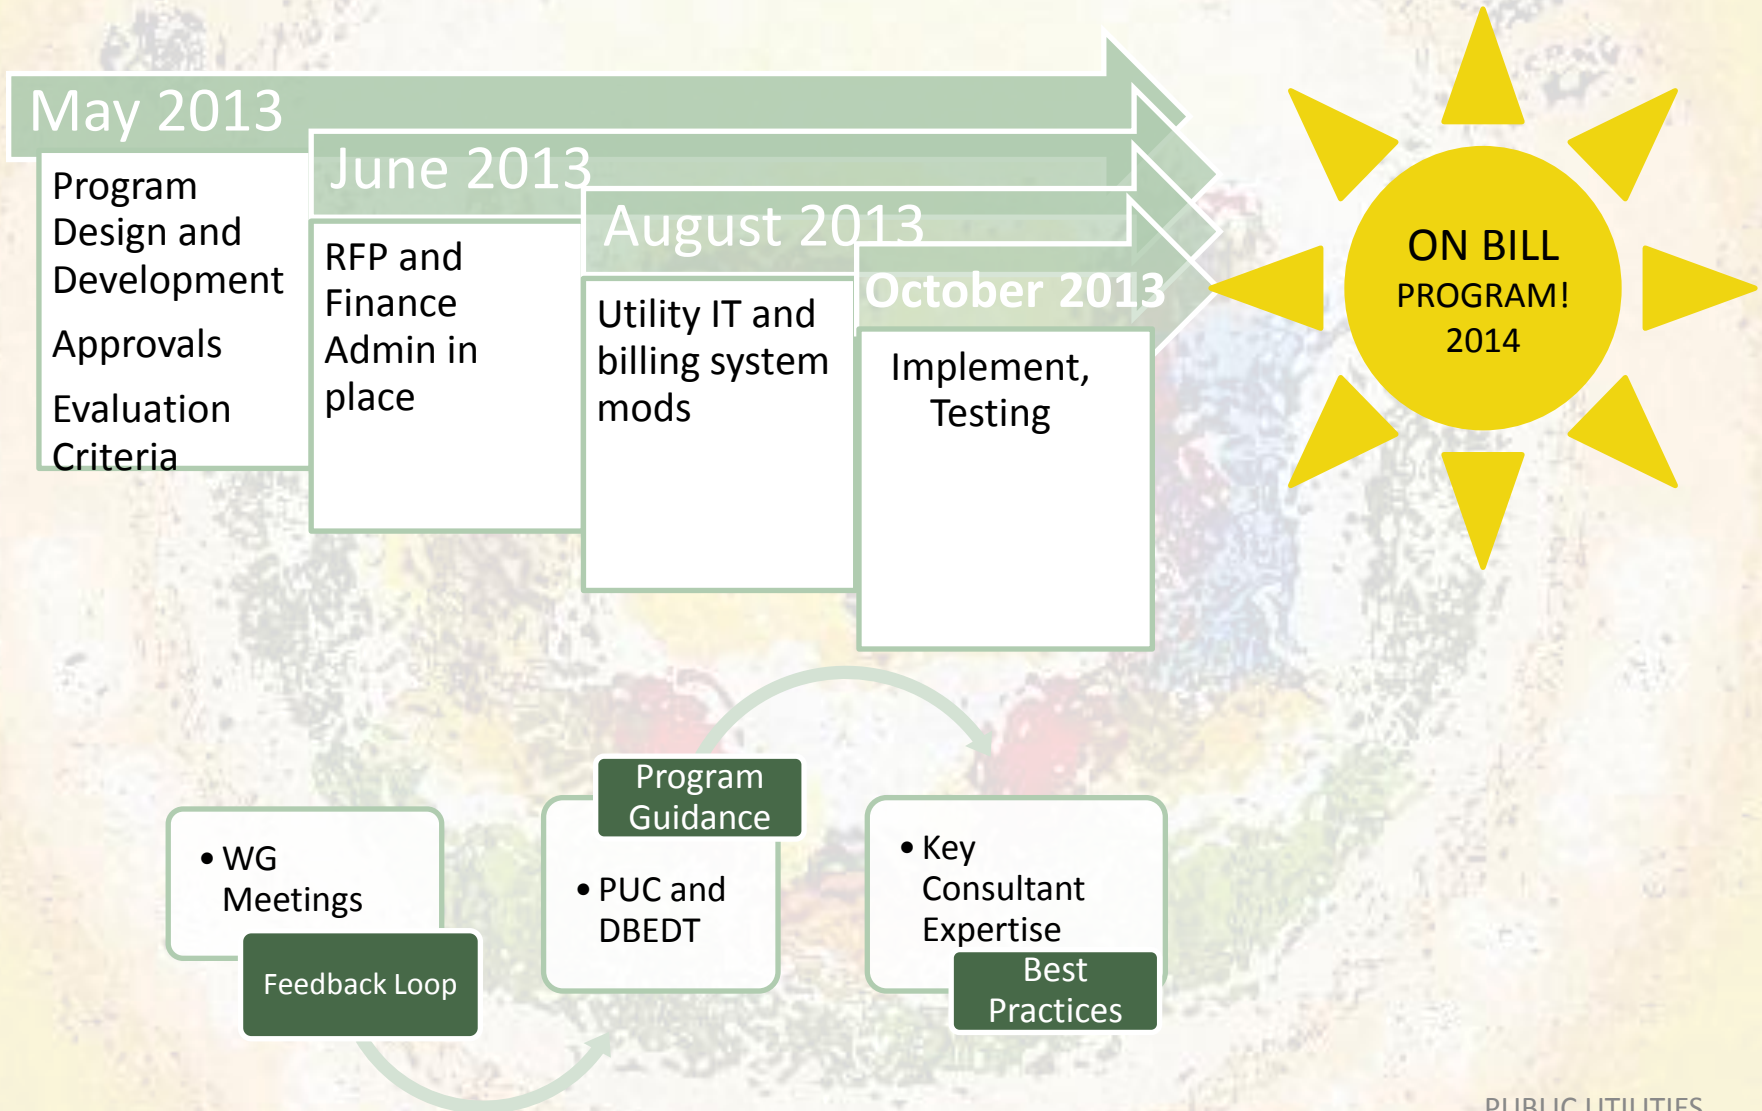 May 2013
Program
Design and
Development
Approvals
Evaluation
Criteria
June 2013
RFP and
Finance
Admin in
place
August 2013
Utility IT and
billing system
mods
October 2013
Implement,
Testing
ON BILL
PROGRAM!
2014
• WG
Meetings
Feedback Loop
Program
Guidance
• PUC and
DBEDT
• Key
Consultant
Expertise
Best
Practices
PUBLIC UTILITIES